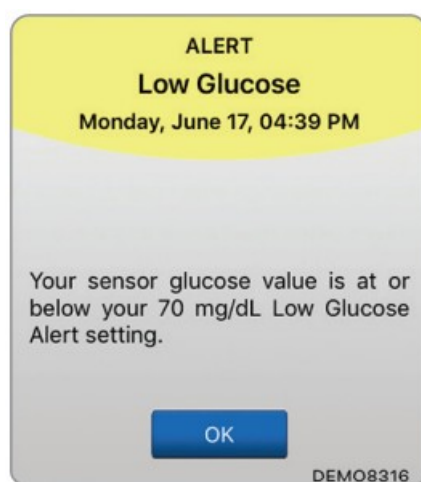 ALERT
Low Glucose
Monday, June 17, 04:39 PM
Your sensor glucose value is at or
below your 70 mg/dL Low Glucose
Alert setting.
OK
DEMO8316